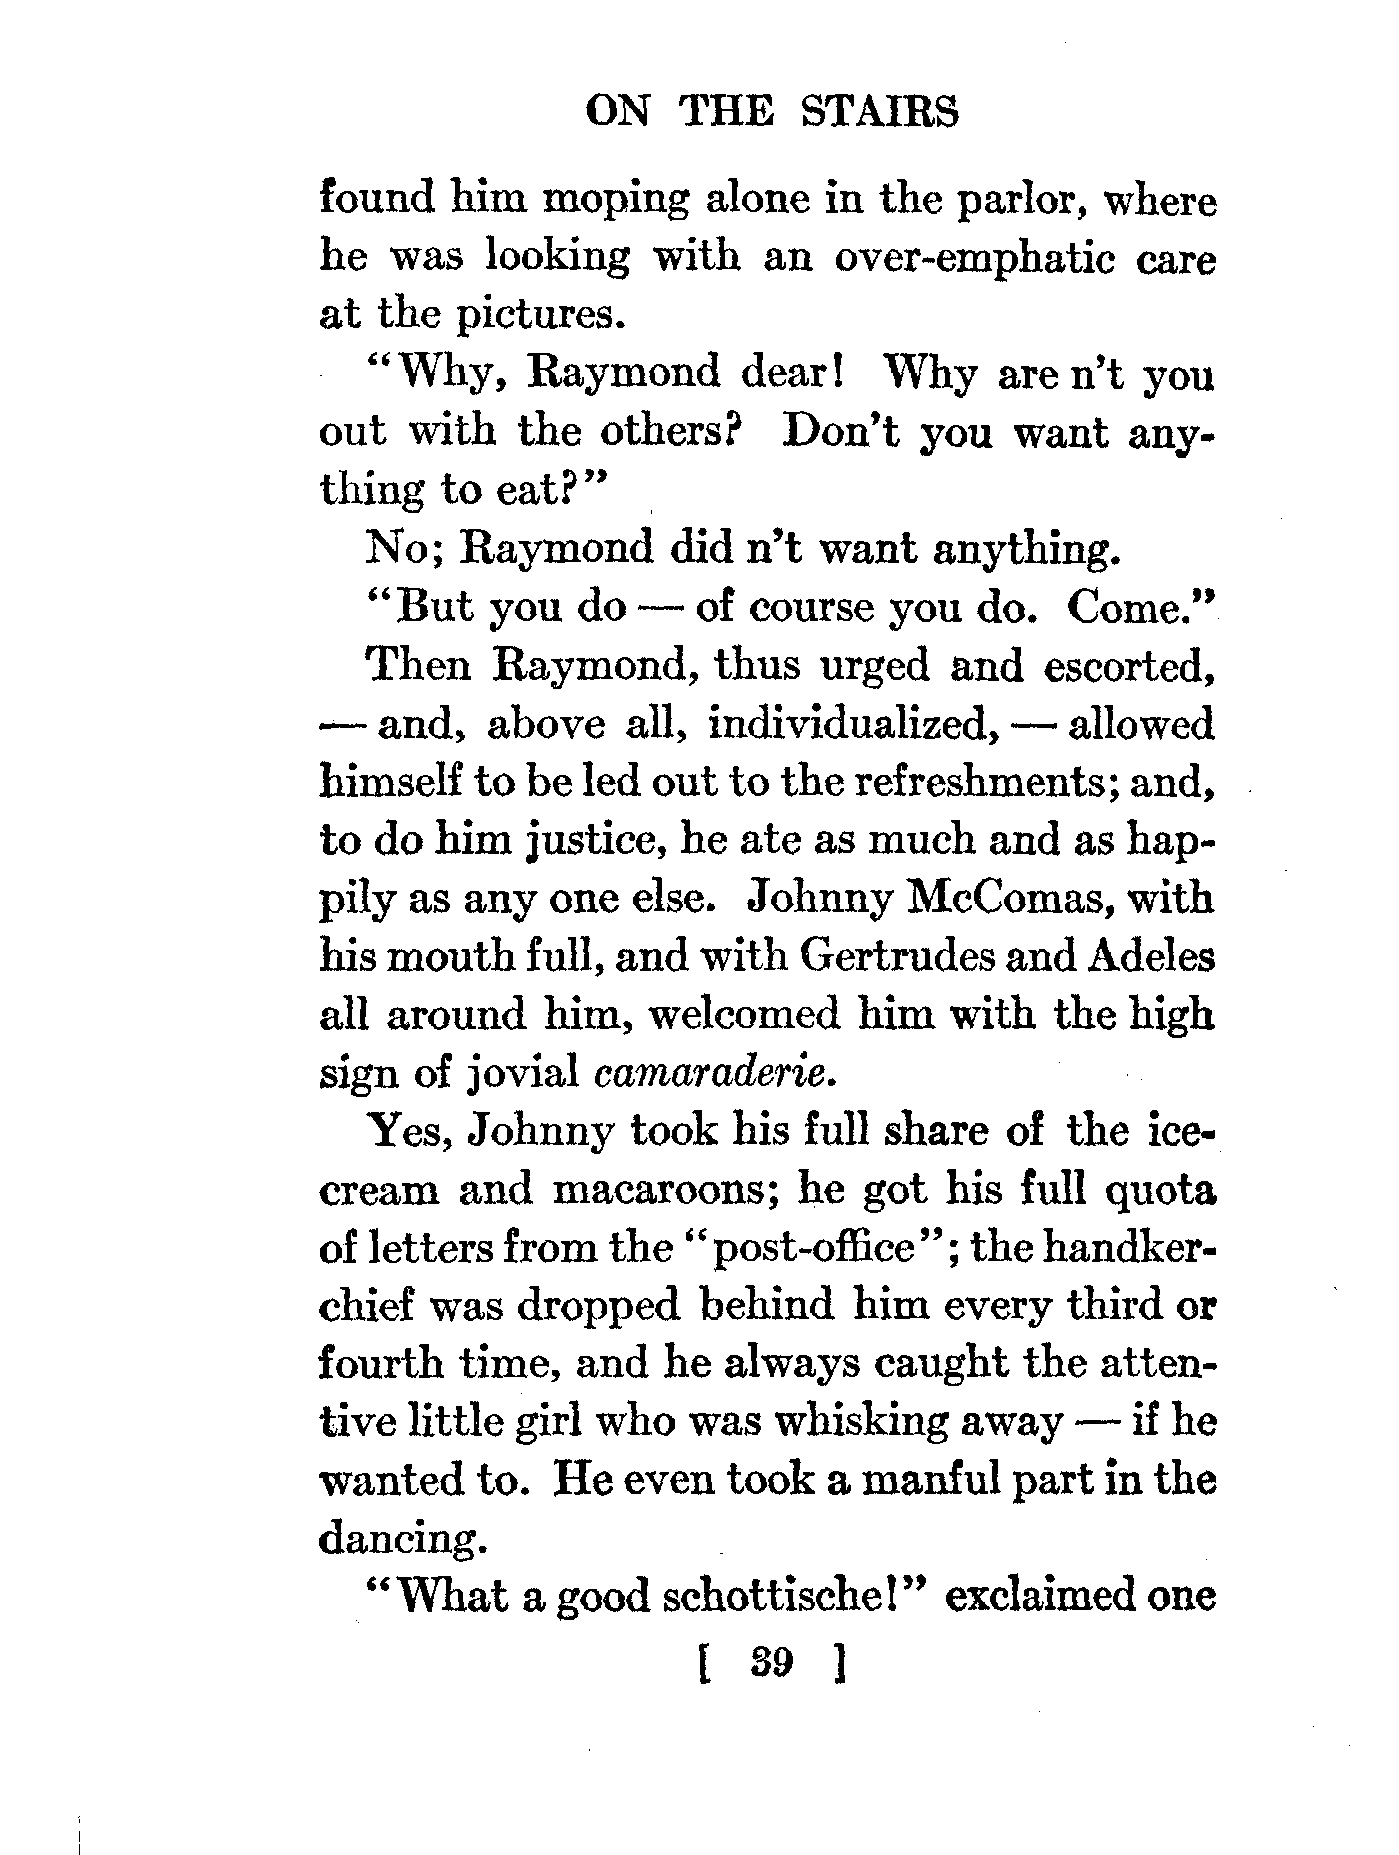 ON THE STAIRS
found him moping alone in the parlor, where
he was looking with an over-emphatic care
at the pictures.
“Why, Raymond dear! Why are n't you
out with the others? Don't you want any-
thing to eat?”
No; Raymond did n't want anything.
“But you do — of course you do. Come.”
Then Raymond, thus urged and escorted,
— and, above all, individualized, — allowed
himself to be led out to the refreshments; and,
to do him justice, he ate as much and as hap-
pily as any one else. Johnny McComas, with
his mouth full, and with Gertrudes and Adeles
all around him, welcomed him with the high
sign of jovial camaraderie.
Yes, Johnny took his full share of the ice-
cream and macaroons; he got his full quota
of letters from the “post-office”; the handker-
chief was dropped behind him every third or
fourth time, and he always caught the atten-
tive little girl who was whisking away — if he
wanted to. He even took a manful part in the
dancing.
“What a good schottische!” exclaimed one
[ 39 ]